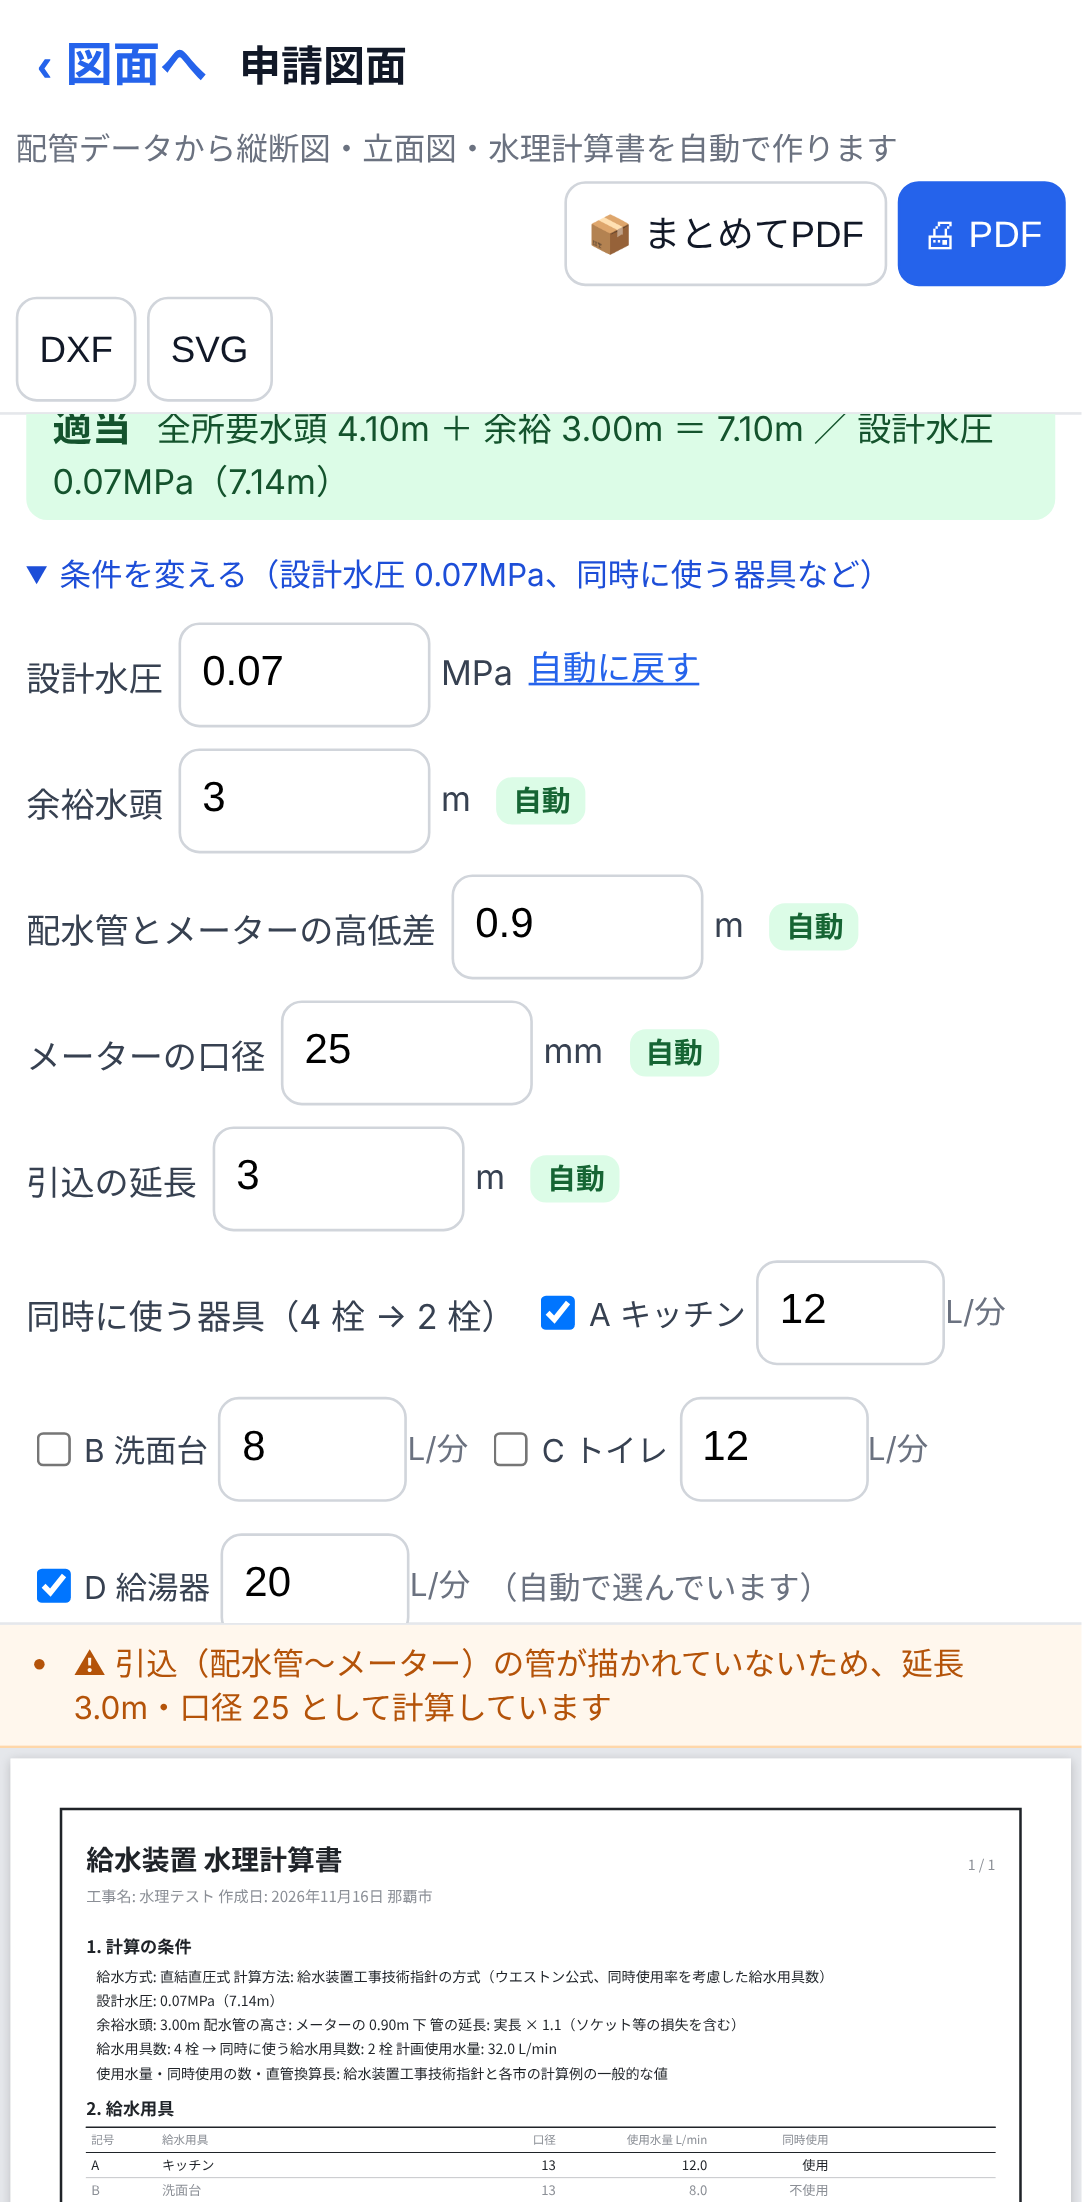 ‹ 図面へ 申請図面
配管データから縦断図・立面図・水理計算書を自動で作ります
📦 まとめてPDF 🖨 PDF
DXF SVG
適当 全所要水頭 4.10m ＋ 余裕 3.00m ＝ 7.10m ／ 設計水圧
0.07MPa（7.14m）
▼ 条件を変える（設計水圧 0.07MPa、同時に使う器具など）
設計水圧 0.07 MPa 自動に戻す
余裕水頭 3 m 自動
配水管とメーターの高低差 0.9 m 自動
メーターの口径 25 mm 自動
引込の延長 3 m 自動
同時に使う器具（4 栓 → 2 栓） A キッチン 12 L/分
B 洗面台 8 L/分 C トイレ 12 L/分
D 給湯器 20 L/分 （自動で選んでいます）
• ⚠ 引込（配水管〜メーター）の管が描かれていないため、延長
3.0m・口径 25 として計算しています
給水装置 水理計算書 1 / 1
工事名: 水理テスト 作成日: 2026年11月16日 那覇市
1. 計算の条件
給水方式: 直結直圧式 計算方法: 給水装置工事技術指針の方式（ウエストン公式、同時使用率を考慮した給水用具数）
設計水圧: 0.07MPa（7.14m）
余裕水頭: 3.00m 配水管の高さ: メーターの 0.90m 下 管の延長: 実長 × 1.1（ソケット等の損失を含む）
給水用具数: 4 栓 → 同時に使う給水用具数: 2 栓 計画使用水量: 32.0 L/min
使用水量・同時使用の数・直管換算長: 給水装置工事技術指針と各市の計算例の一般的な値
2. 給水用具
記号 給水用具 口径 使用水量 L/min 同時使用
A キッチン 13 12.0 使用
B 洗面台 13 8.0 不使用